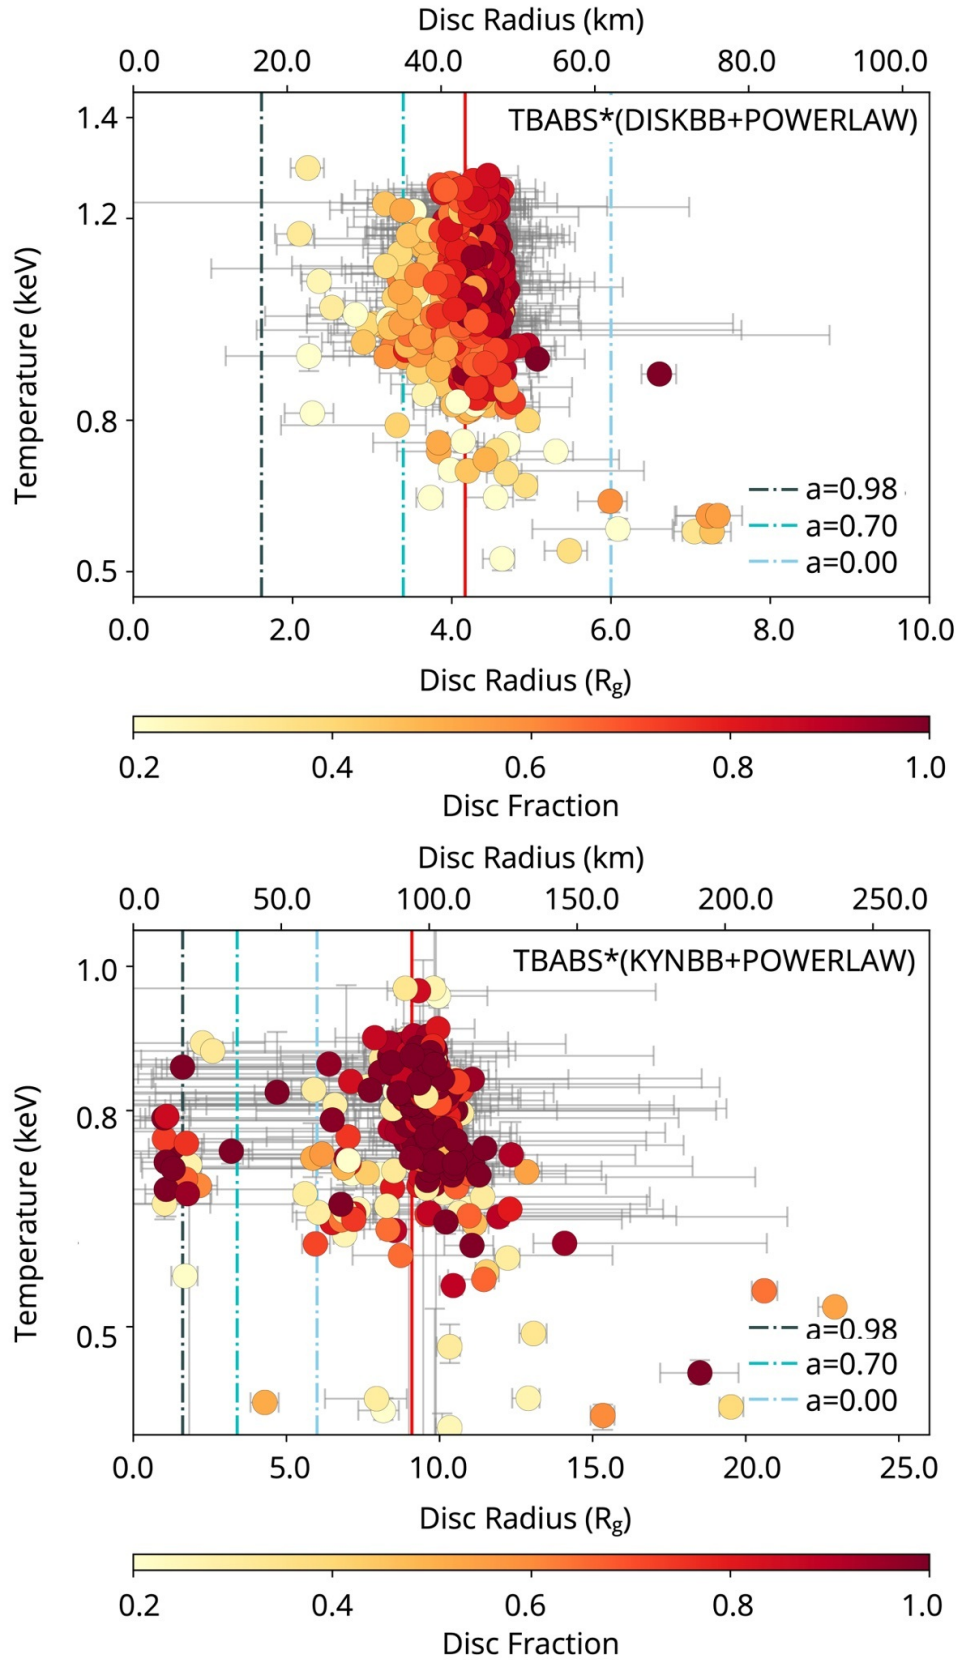 Disc Radius (km)
0.0 20.0 40.0 60.0 80.0 100.0
TBABS*(DISKBB+POWERLAW)
1.4
1.2
0.8
0.5
Temperature (keV)
a=0.98
a=0.70
a=0.00
0.0 2.0 4.0 6.0 8.0 10.0
Disc Radius (Rg)
0.2 0.4 0.6 0.8 1.0
Disc Fraction
Disc Radius (km)
0.0 50.0 100.0 150.0 200.0 250.0
TBABS*(KYNBB+POWERLAW)
1.0
0.8
0.5
Temperature (keV)
a=0.98
a=0.70
a=0.00
0.0 5.0 10.0 15.0 20.0 25.0
Disc Radius (Rg)
0.2 0.4 0.6 0.8 1.0
Disc Fraction